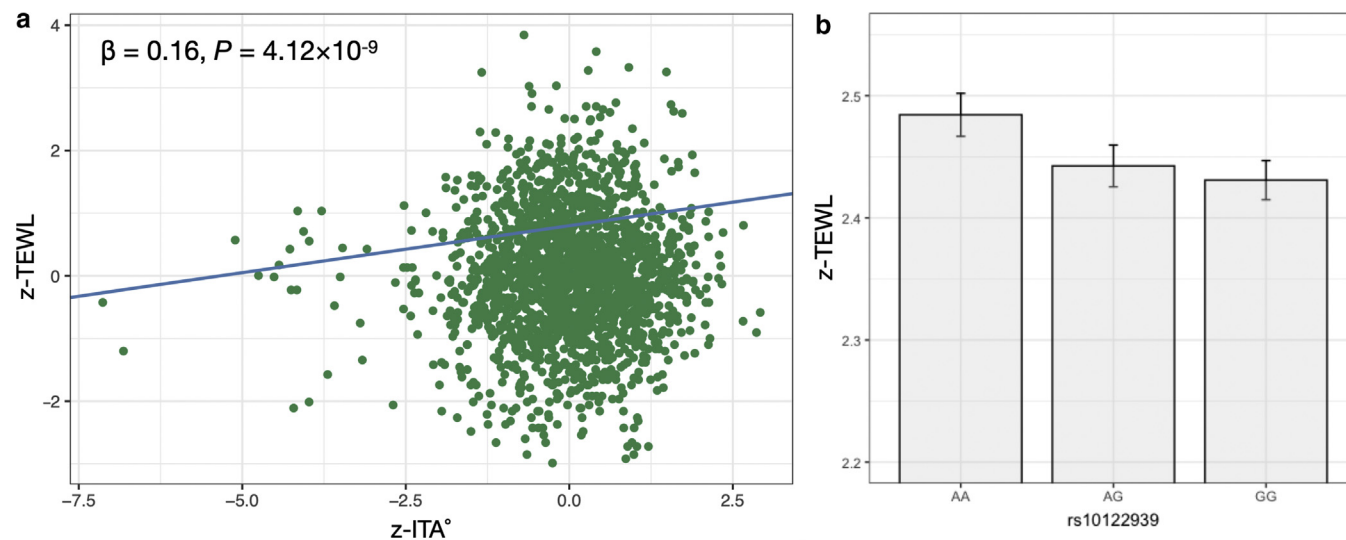 a
β = 0.16, P = 4.12×10⁻⁹
4
2
0
−2
z-TEWL
−7.5 −5.0 −2.5 0.0 2.5
z-ITA°
b
2.5
2.4
2.3
2.2
z-TEWL
AA AG GG
rs10122939